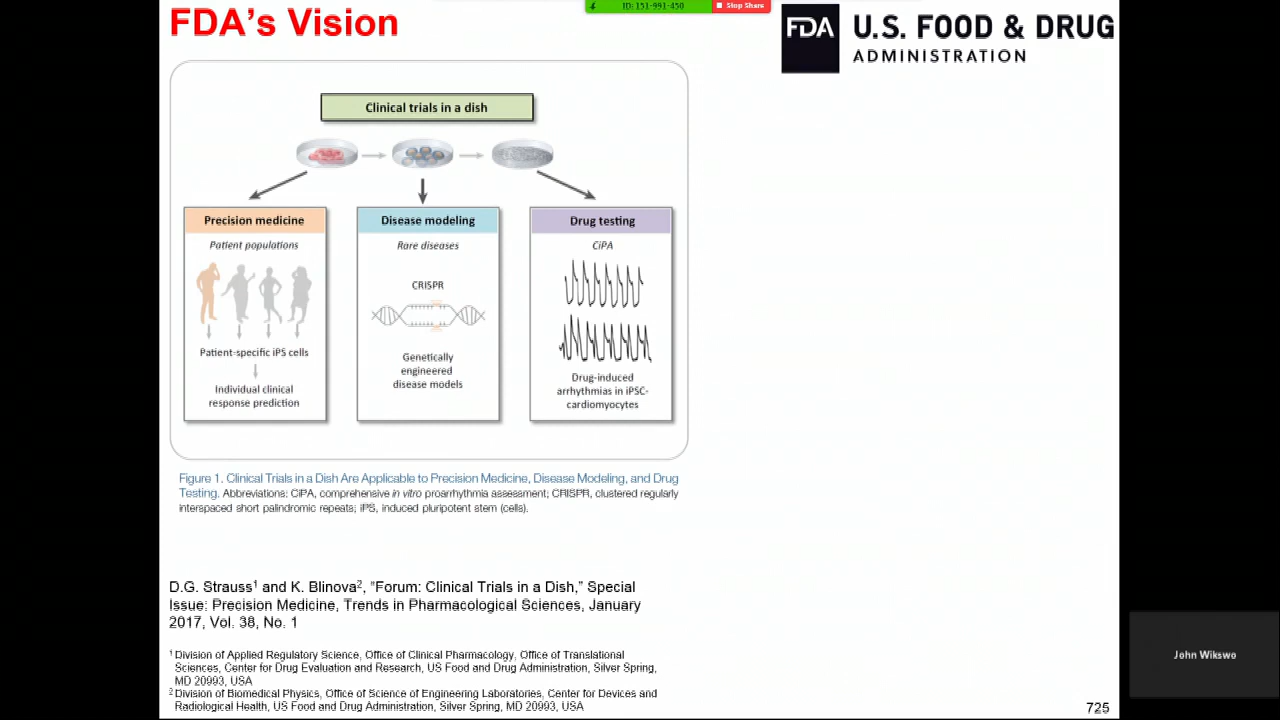 FDA's Vision
ID: 151-991-450
Stop Share
FDA
U.S. FOOD & DRUG
ADMINISTRATION
Clinical trials in a dish
Precision medicine
Patient populations
Patient-specific iPS cells
Individual clinical
response prediction
Disease modeling
Rare diseases
CRISPR
Genetically
engineered
disease models
Drug testing
CiPA
Drug-induced
arrhythmias in iPSC-
cardiomyocytes
Figure 1. Clinical Trials in a Dish Are Applicable to Precision Medicine, Disease Modeling, and Drug
Testing. Abbreviations: CiPA, comprehensive in vitro proarrhythmia assessment; CRISPR, clustered regularly
interspaced short palindromic repeats; iPS, induced pluripotent stem (cells).
D.G. Strauss¹ and K. Blinova², "Forum: Clinical Trials in a Dish," Special
Issue: Precision Medicine, Trends in Pharmacological Sciences, January
2017, Vol. 38, No. 1
¹ Division of Applied Regulatory Science, Office of Clinical Pharmacology, Office of Translational
Sciences, Center for Drug Evaluation and Research, US Food and Drug Administration, Silver Spring,
MD 20993, USA
² Division of Biomedical Physics, Office of Science of Engineering Laboratories, Center for Devices and
Radiological Health, US Food and Drug Administration, Silver Spring, MD 20993, USA
725
John Wikswo